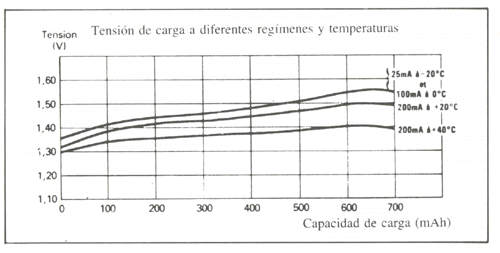 Tensión de carga a diferentes regímenes y temperaturas
Tension
(V)
1,60
1,50
1,40
1,30
1,20
1,10
25mA á -20°C
et
100mA á 0°C
200mA á +20°C
200mA á +40°C
0 100 200 300 400 500 600 700
Capacidad de carga (mAh)